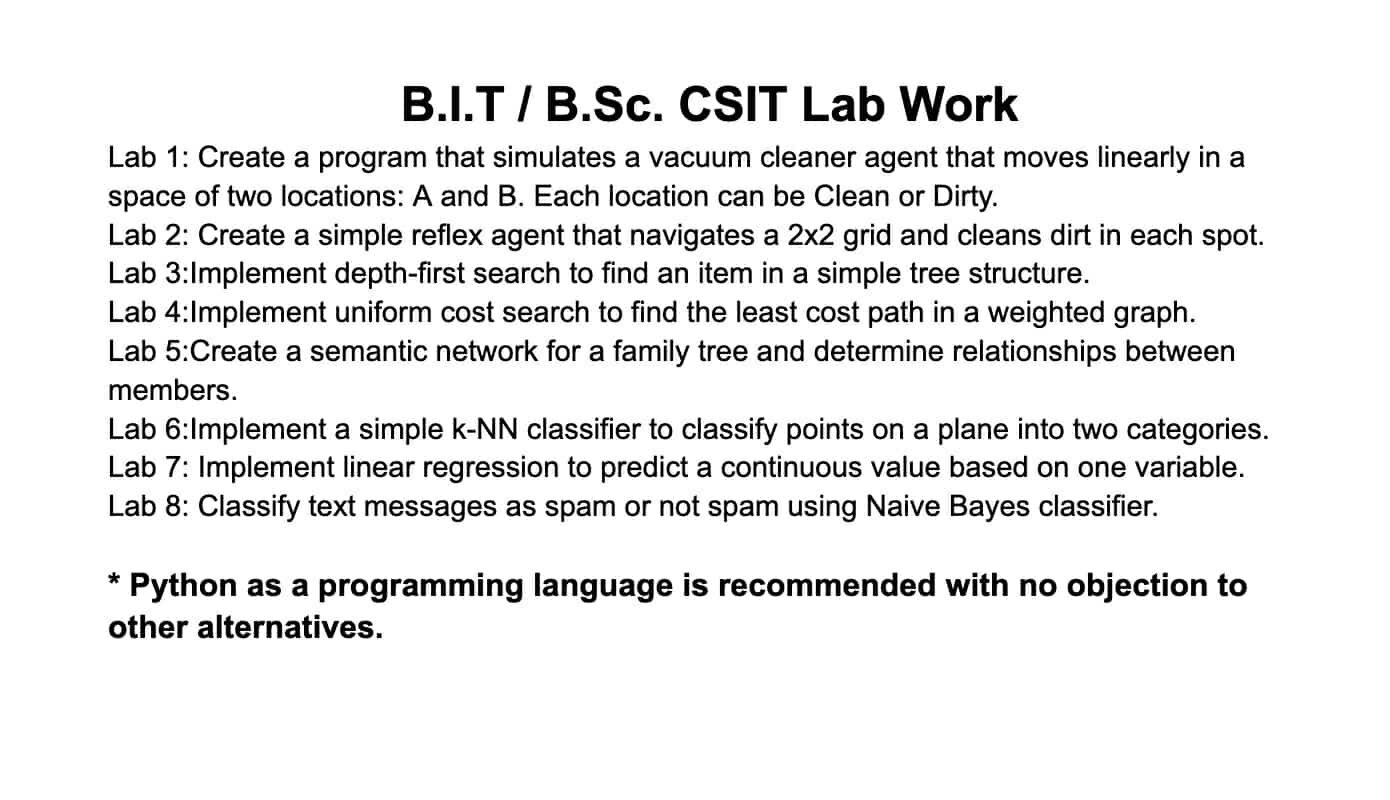 B.I.T / B.Sc. CSIT Lab Work
Lab 1: Create a program that simulates a vacuum cleaner agent that moves linearly in a
space of two locations: A and B. Each location can be Clean or Dirty.
Lab 2: Create a simple reflex agent that navigates a 2x2 grid and cleans dirt in each spot.
Lab 3:Implement depth-first search to find an item in a simple tree structure.
Lab 4:Implement uniform cost search to find the least cost path in a weighted graph.
Lab 5:Create a semantic network for a family tree and determine relationships between
members.
Lab 6:Implement a simple k-NN classifier to classify points on a plane into two categories.
Lab 7: Implement linear regression to predict a continuous value based on one variable.
Lab 8: Classify text messages as spam or not spam using Naive Bayes classifier.
* Python as a programming language is recommended with no objection to
other alternatives.